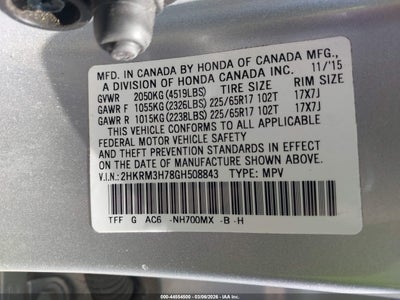 MFD. IN CANADA BY HONDA OF CANADA MFG.,
A DIVISION OF HONDA CANADA INC. 11/'15
GVWR 2050KG (4519LBS) TIRE SIZE RIM SIZE
GAWR F 1055KG (2326LBS) 225/65R17 102T 17X7J
GAWR R 1015KG (2238LBS) 225/65R17 102T 17X7J
THIS VEHICLE CONFORMS TO ALL APPLICABLE
FEDERAL MOTOR VEHICLE SAFETY
AND THEFT PREVENTION STANDARDS IN EFFECT ON
THE DATE OF MANUFACTURE SHOWN ABOVE.
V.I.N.: 2HKRM3H78GH508843 TYPE: MPV
TFF G AC6 -NH700MX -B -H
000-44554500 - 03/06/2026 - IAA Inc.